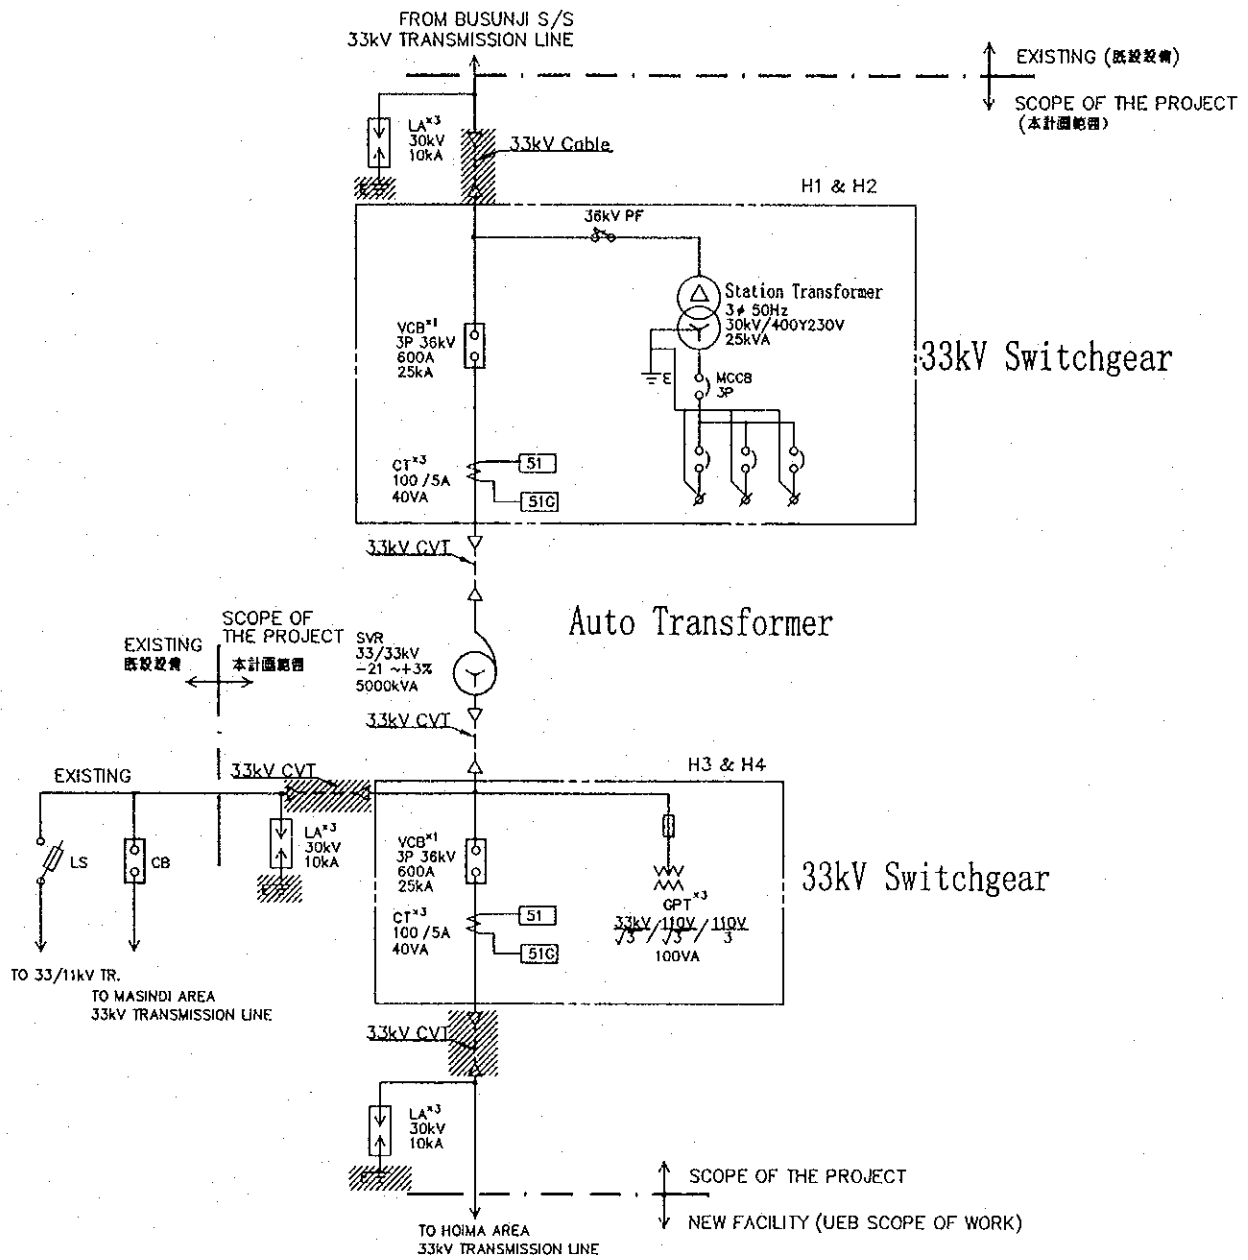 FROM BUSUNJI S/S
33kV TRANSMISSION LINE
EXISTING (既設設備)
SCOPE OF THE PROJECT
(本計画範囲)
LA×3
30kV
10kA
E
33kV Cable
H1 & H2
36kV PF
Station Transformer
3φ 50Hz
30kV/400Y230V
25kVA
VCB×1
3P 36kV
600A
25kA
E
MCCB
3P
33kV Switchgear
CT×3
100/5A
40VA
51
51G
33kV CVT
Auto Transformer
SCOPE OF
THE PROJECT
本計画範囲
EXISTING
既設設備
SVR
33/33kV
-21 ~+3%
5000kVA
33kV CVT
EXISTING
33kV CVT
H3 & H4
LS
CB
LA×3
30kV
10kA
E
VCB×1
3P 36kV
600A
25kA
CT×3
100/5A
40VA
51
51G
GPT×3
33kV/√3 / 110V/√3 / 110V/3
100VA
33kV Switchgear
TO 33/11kV TR.
TO MASINDI AREA
33kV TRANSMISSION LINE
33kV CVT
LA×3
30kV
10kA
E
SCOPE OF THE PROJECT
NEW FACILITY (UEB SCOPE OF WORK)
TO HOIMA AREA
33kV TRANSMISSION LINE